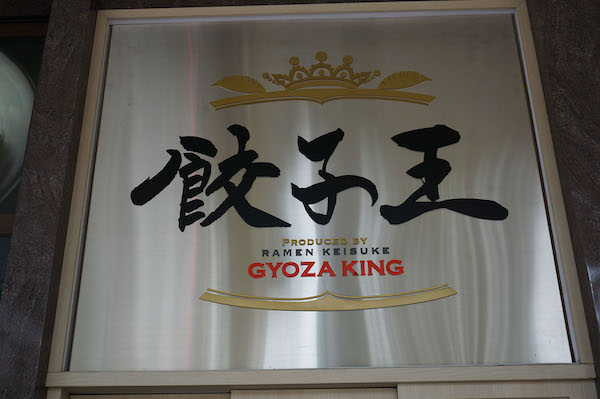 餃子王
PRODUCED BY
RAMEN KEISUKE
GYOZA KING